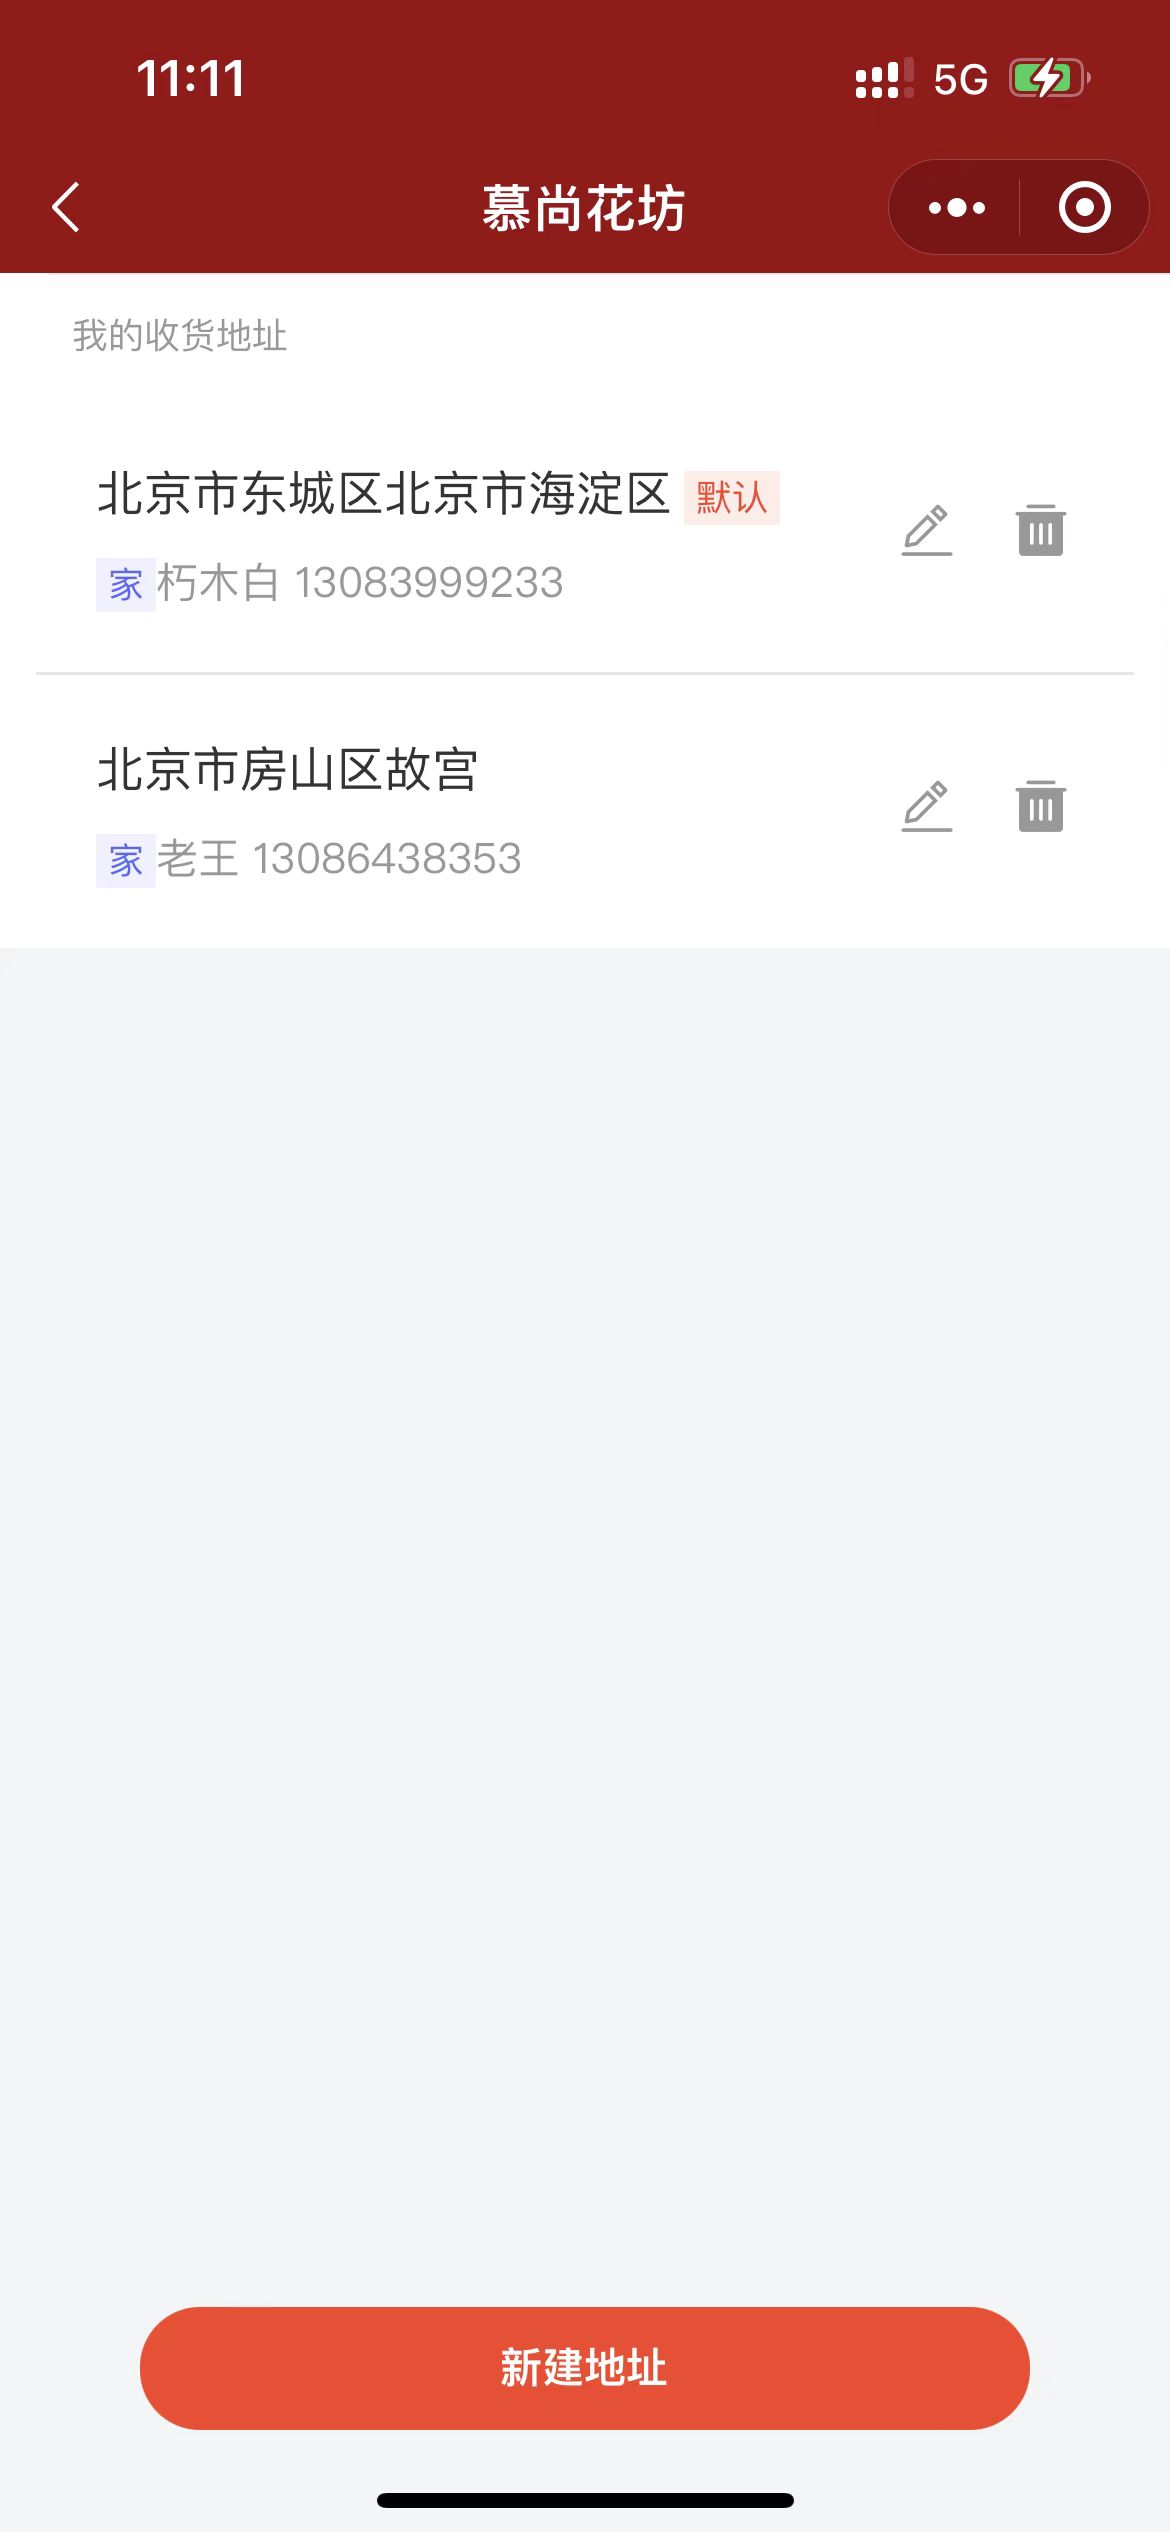 11:11
5G
慕尚花坊
我的收货地址
北京市东城区北京市海淀区 默认
家 朽木白 13083999233
北京市房山区故宫
家 老王 13086438353
新建地址